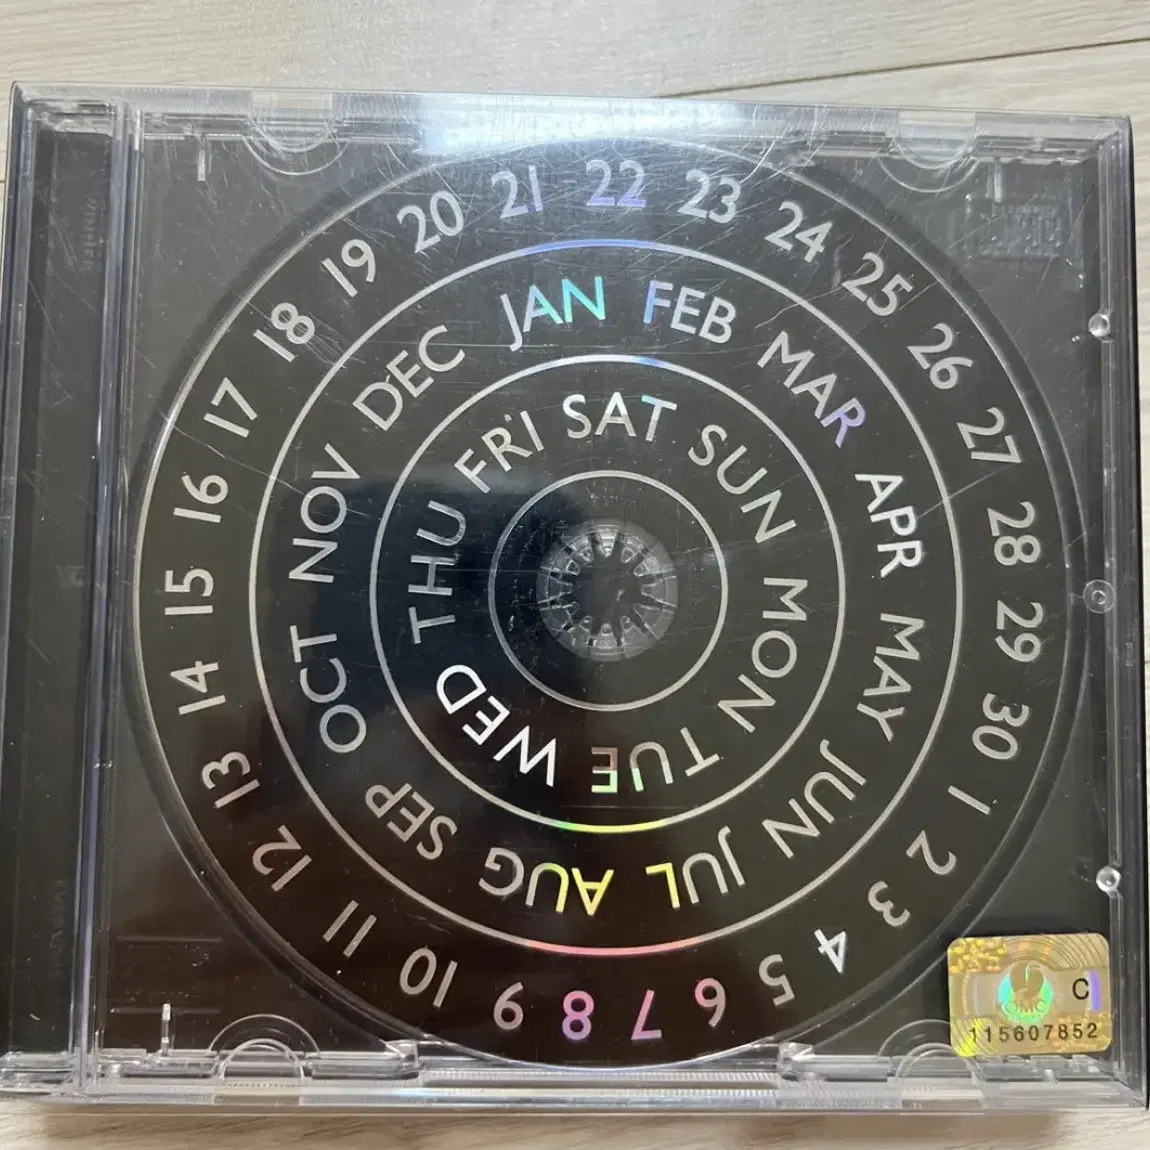 1 2 3 4 5 6 7 8 9 10 11 12 13 14 15 16 17 18 19 20 21 22 23 24 25 26 27 28 29 30
JAN FEB MAR APR MAY JUN JUL AUG SEP OCT NOV DEC
SUN MON TUE WED THU FRI SAT
C
OMC
115607852